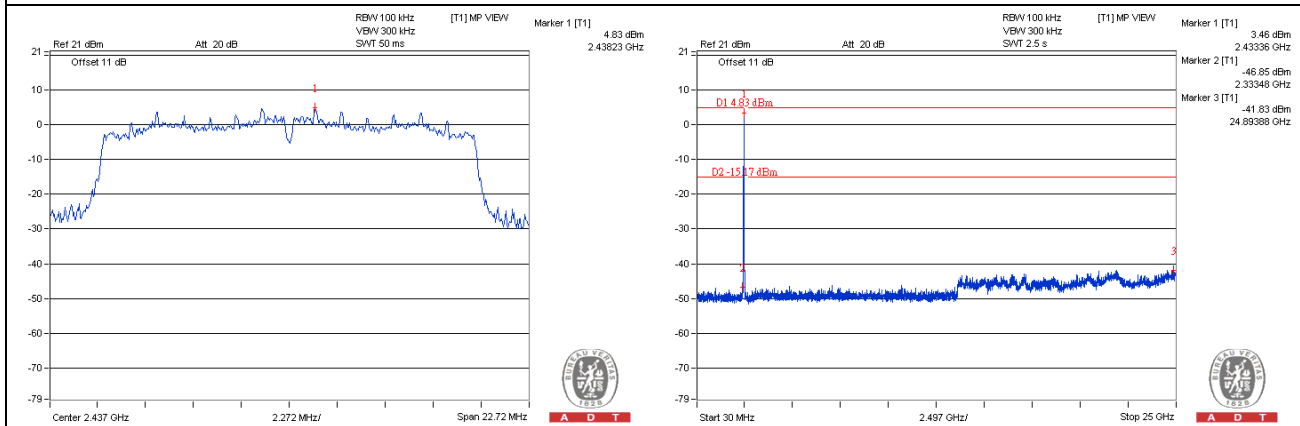 RBW 100 kHz [T1] MP VIEW
VBW 300 kHz
SWT 50 ms
Marker 1 [T1]
4.83 dBm
2.43823 GHz
Ref 21 dBm Att 20 dB
21
Offset 11 dB
10
1
0
-10
-20
-30
-40
-50
-60
-70
-79
Center 2.437 GHz 2.272 MHz/ Span 22.72 MHz
BUREAU VERITAS
1828
A D T
RBW 100 kHz [T1] MP VIEW
VBW 300 kHz
SWT 2.5 s
Marker 1 [T1]
3.46 dBm
2.43336 GHz
Marker 2 [T1]
-46.85 dBm
2.33348 GHz
Marker 3 [T1]
-41.83 dBm
24.89388 GHz
Ref 21 dBm Att 20 dB
21
Offset 11 dB
10
1
D1 4.83 dBm
0
-10
D2 -15.17 dBm
-20
-30
3
-40
2
-50
-60
-70
-79
Start 30 MHz 2.497 GHz/ Stop 25 GHz
BUREAU VERITAS
1828
A D T